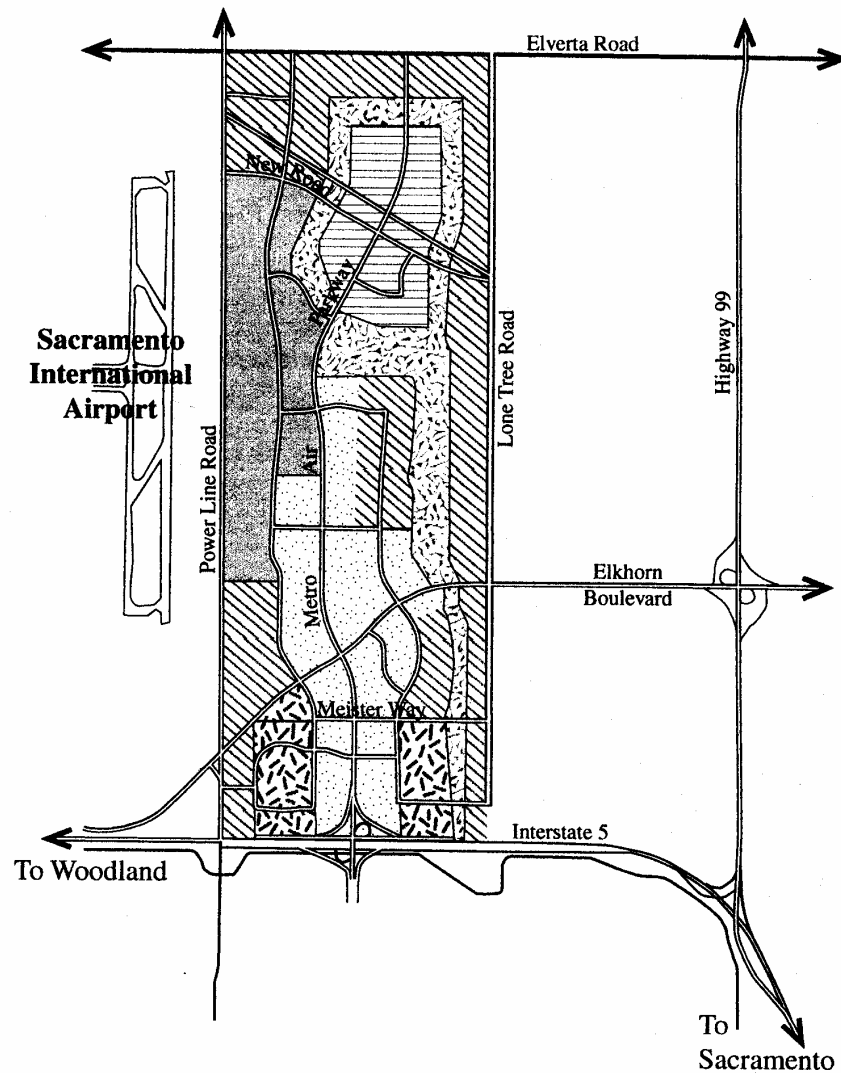 Elverta Road
New Road
Parkway
Highway 99
Sacramento
International
Airport
Lone Tree Road
Power Line Road
Air
Elkhorn
Boulevard
Metro
Meister Way
Interstate 5
To Woodland
To
Sacramento